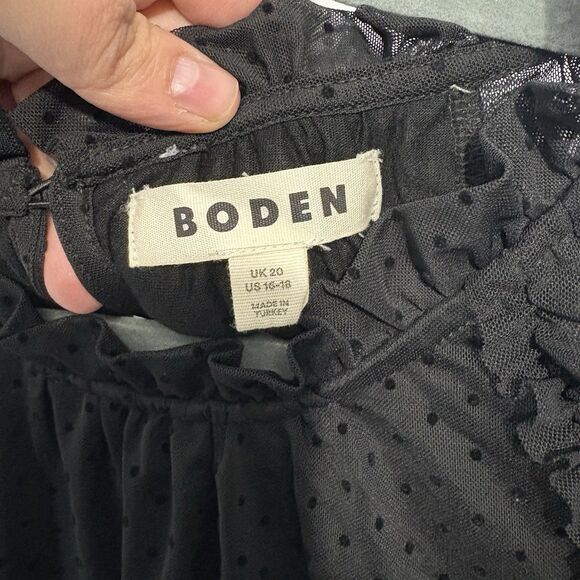 BODEN
UK 20
US 16-18
MADE IN
TURKEY